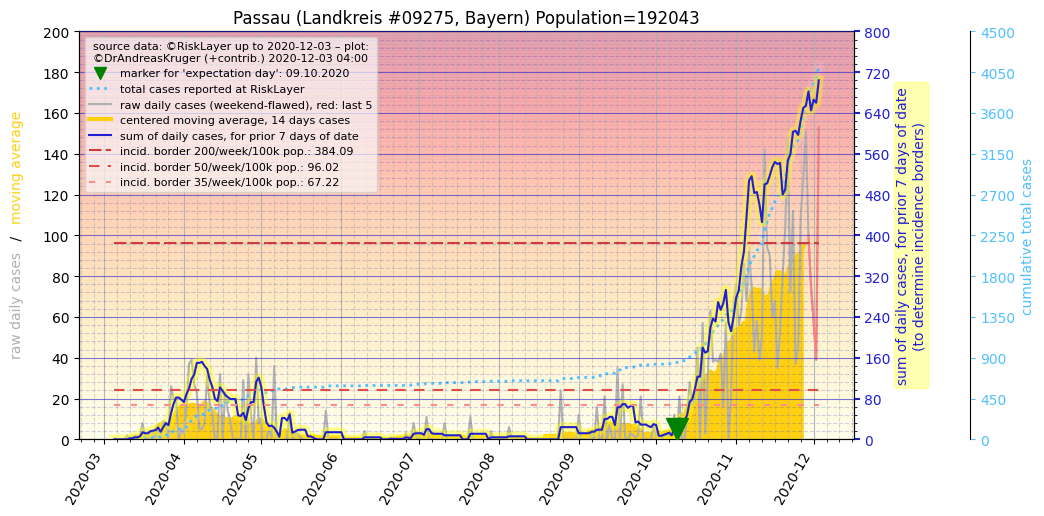 Passau (Landkreis #09275, Bayern) Population=192043
source data: ©RiskLayer up to 2020-12-03 – plot:
©DrAndreasKruger (+contrib.) 2020-12-03 04:00
marker for 'expectation day': 09.10.2020
total cases reported at RiskLayer
raw daily cases (weekend-flawed), red: last 5
centered moving average, 14 days cases
sum of daily cases, for prior 7 days of date
incid. border 200/week/100k pop.: 384.09
incid. border 50/week/100k pop.: 96.02
incid. border 35/week/100k pop.: 67.22
raw daily cases / moving average
200
180
160
140
120
100
80
60
40
20
0
2020-03
2020-04
2020-05
2020-06
2020-07
2020-08
2020-09
2020-10
2020-11
2020-12
800
720
640
560
480
400
320
240
160
80
0
sum of daily cases, for prior 7 days of date
(to determine incidence borders)
4500
4050
3600
3150
2700
2250
1800
1350
900
450
0
cumulative total cases